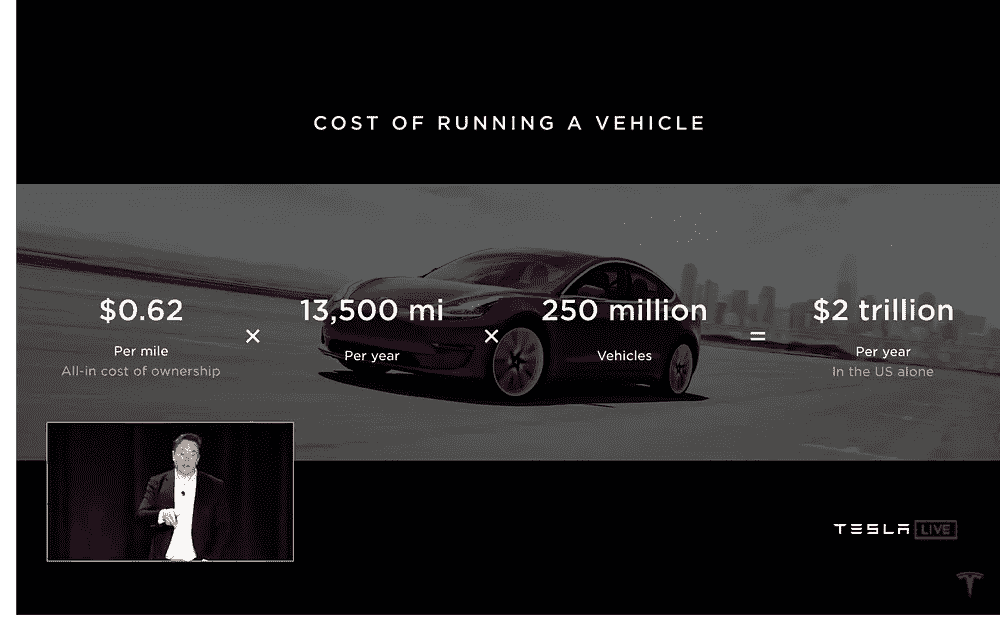 COST OF RUNNING A VEHICLE
$0.62 × 13,500 mi × 250 million = $2 trillion
Per mile Per year Vehicles Per year
All-in cost of ownership In the US alone
TESLA LIVE